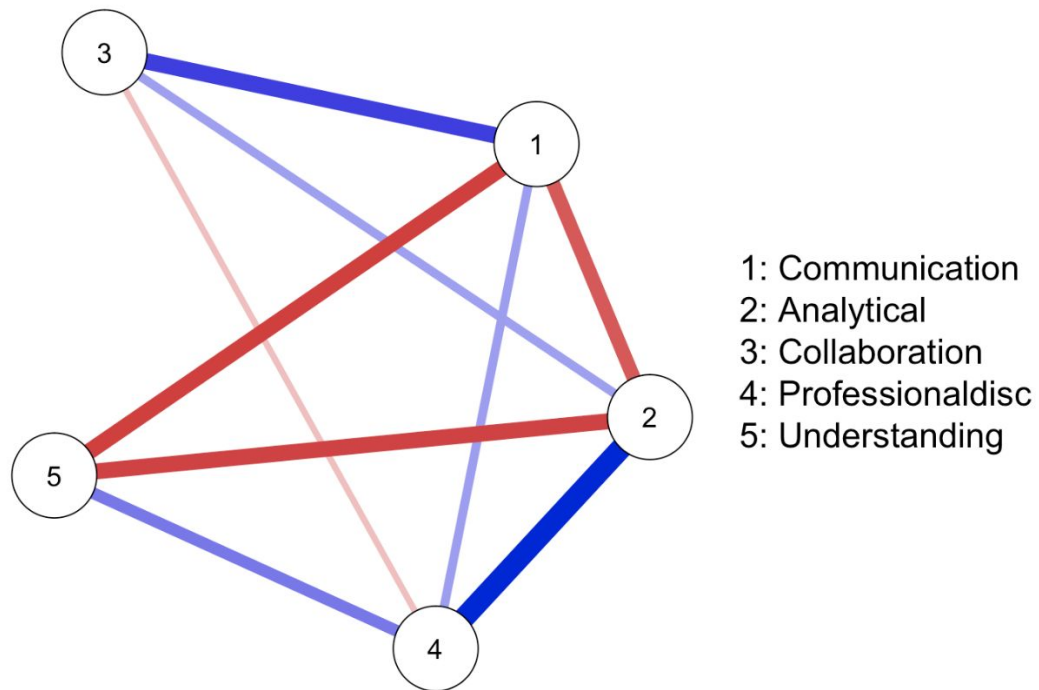 3
1
2
5
4
1: Communication
2: Analytical
3: Collaboration
4: Professionaldisc
5: Understanding